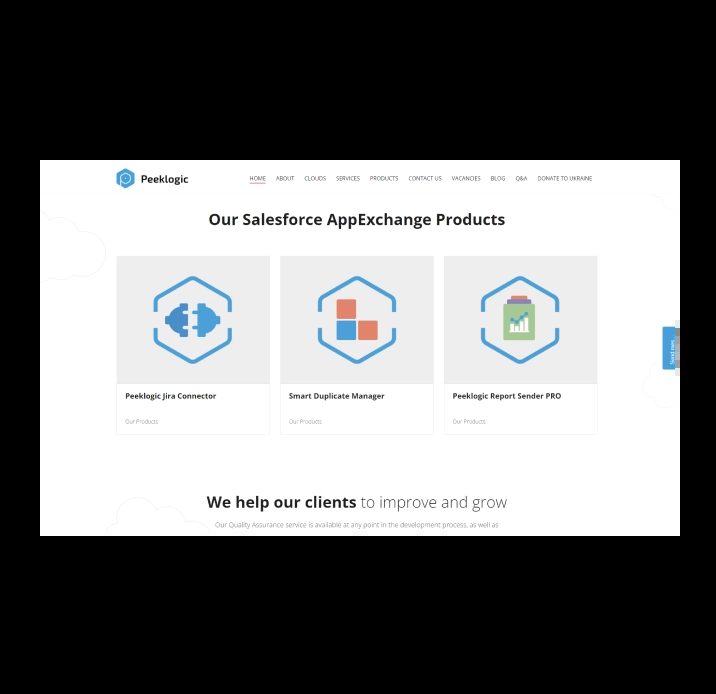 Peeklogic
HOME ABOUT CLOUDS SERVICES PRODUCTS CONTACT US VACANCIES BLOG Q&A DONATE TO UKRAINE
Our Salesforce AppExchange Products
Peeklogic Jira Connector
Smart Duplicate Manager
Peeklogic Report Sender PRO
Our Products
Our Products
Our Products
We help our clients to improve and grow
Our Quality Assurance service is available at any point in the development process, as well as
Send